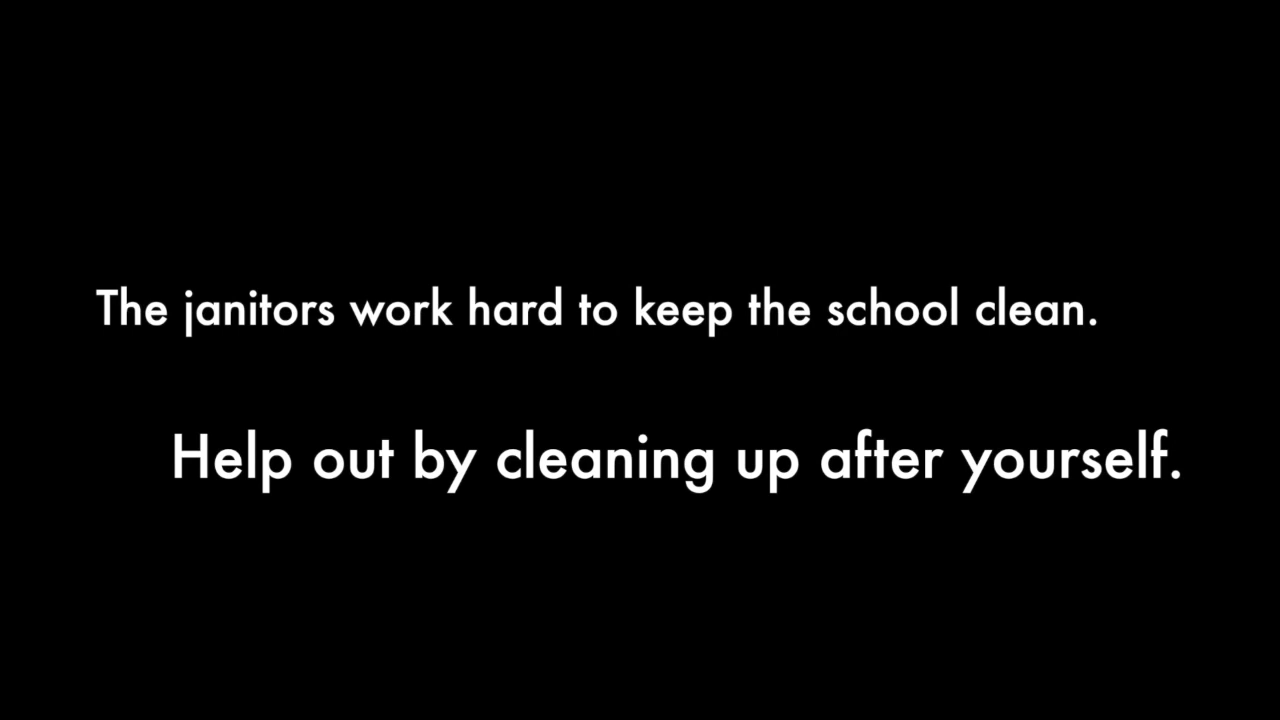 The janitors work hard to keep the school clean.
Help out by cleaning up after yourself.